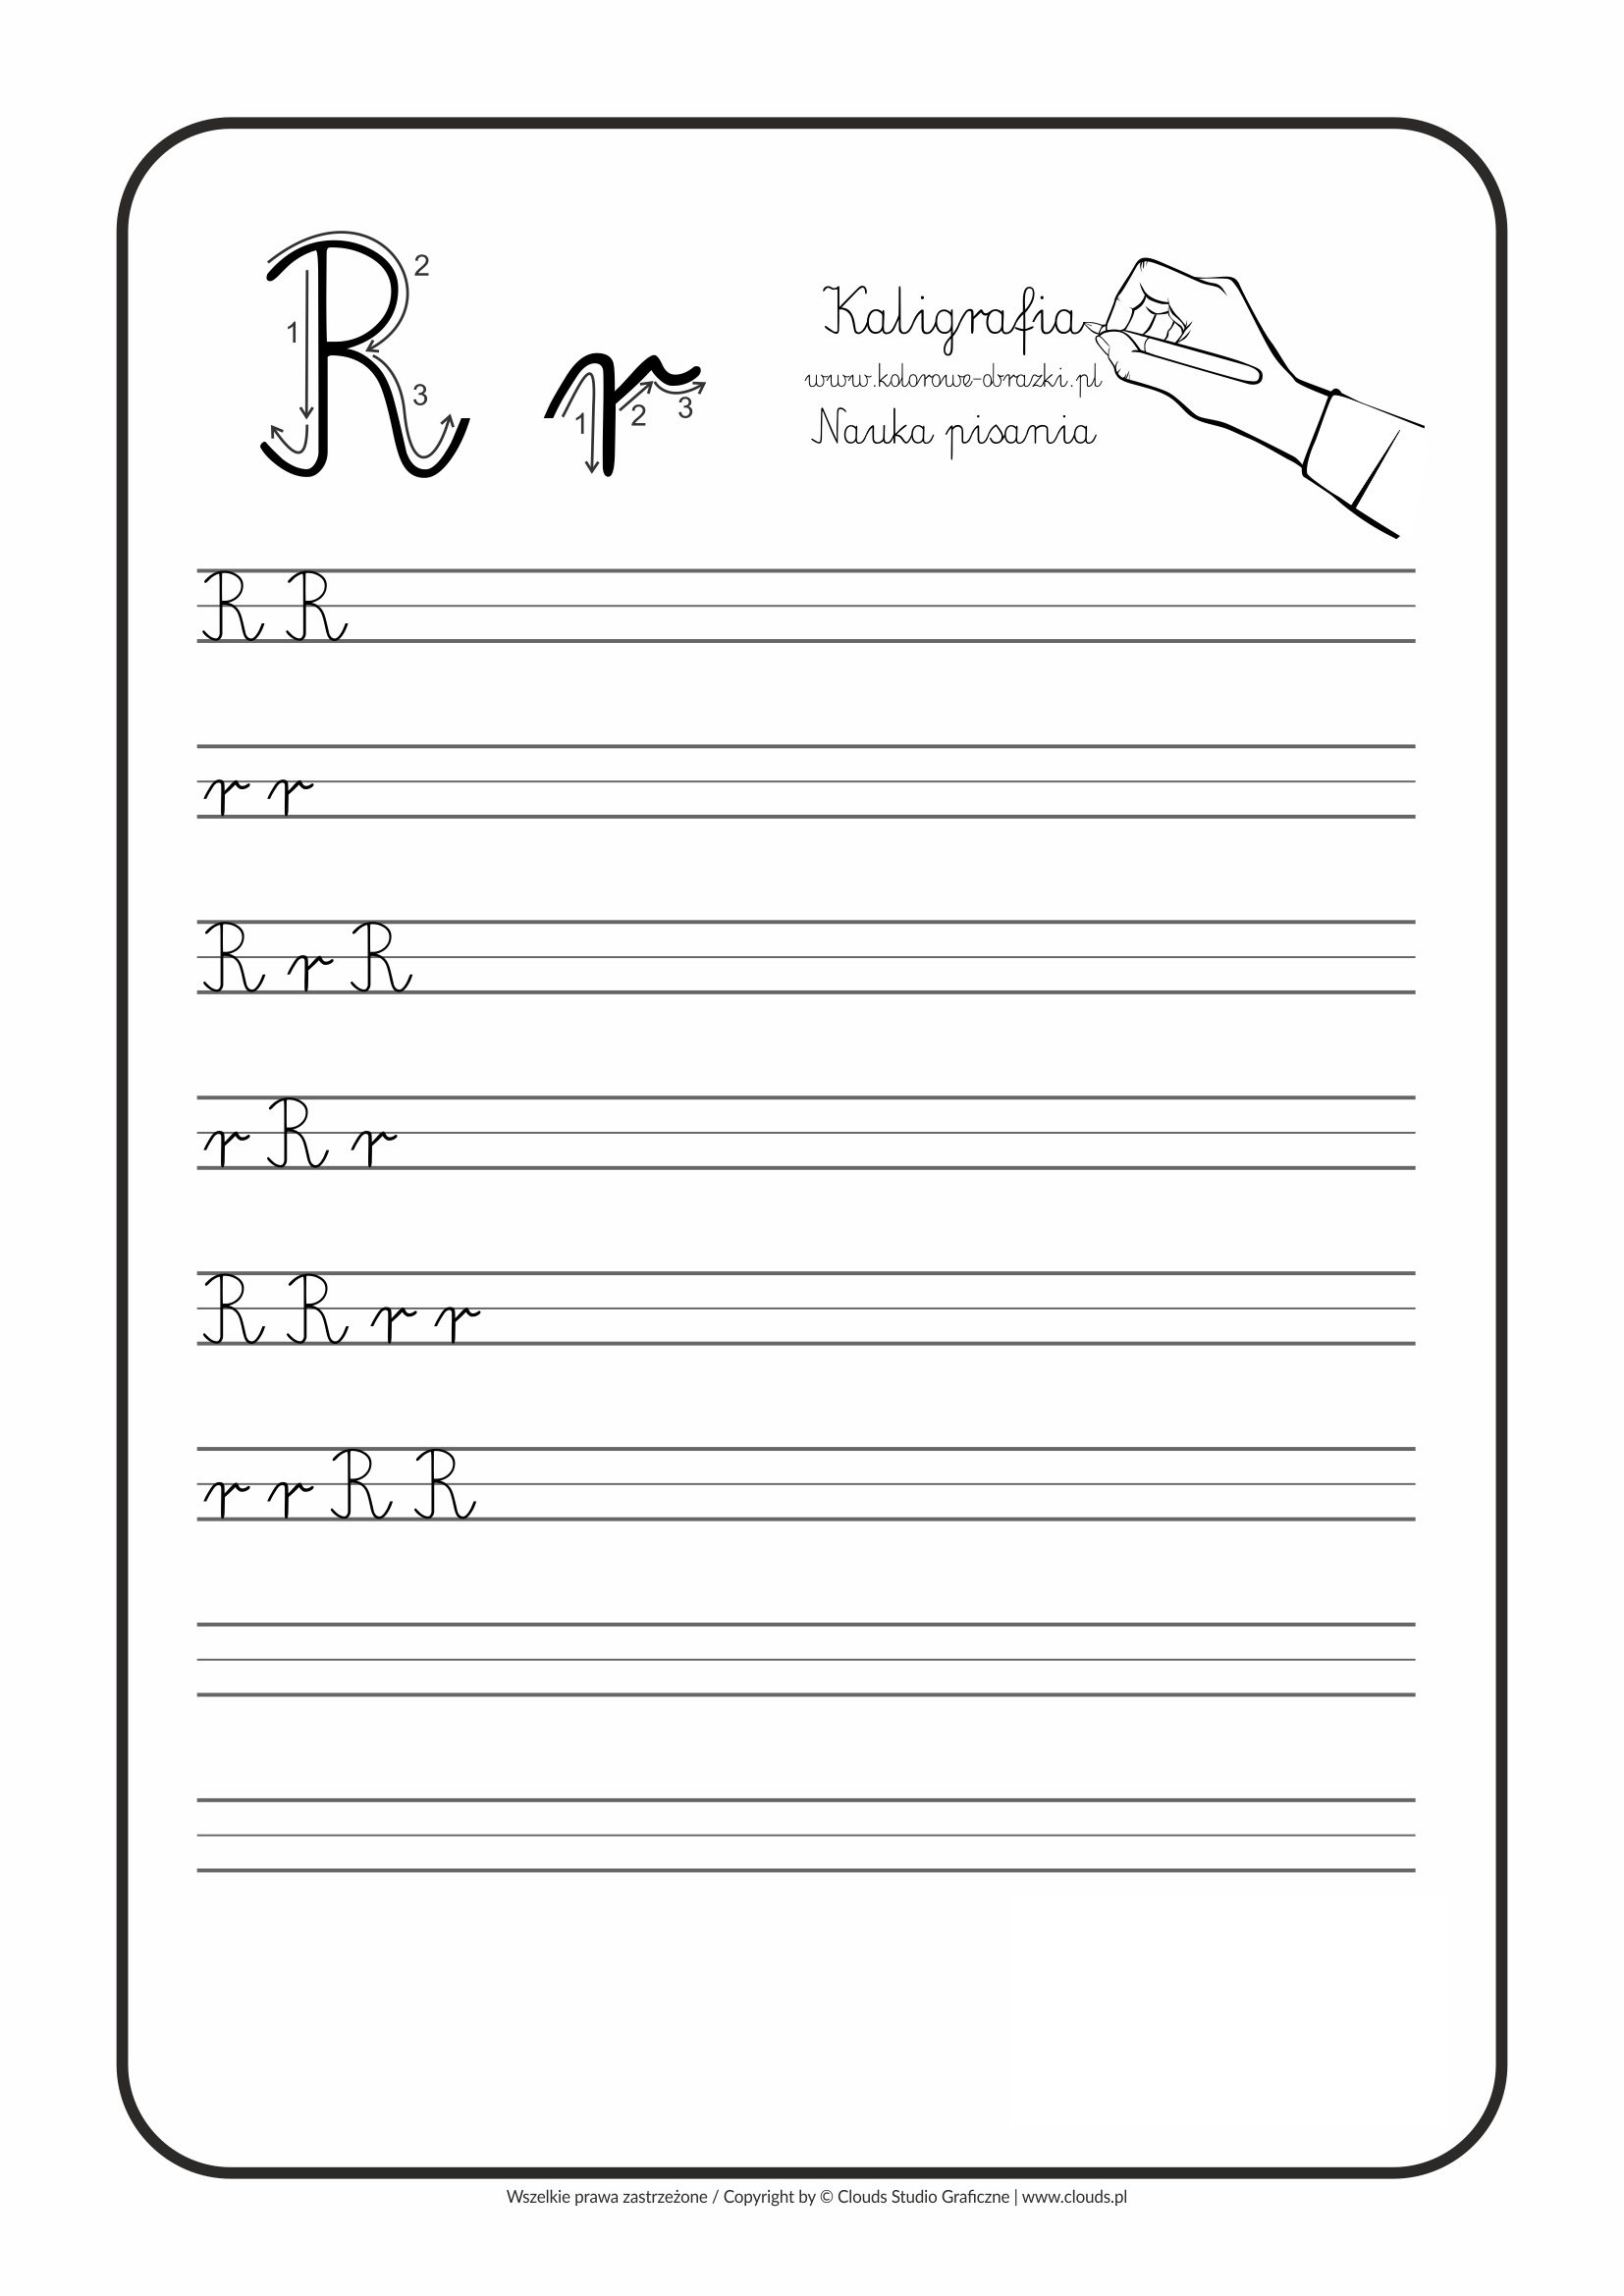 R r
1 2 3 1 2 3
Kaligrafia
www.kolorowe-obrazki.pl
Nauka pisania
R R
r r
R r R
r R r
R R r r
r r R R
Wszelkie prawa zastrzeżone / Copyright by © Clouds Studio Graficzne | www.clouds.pl